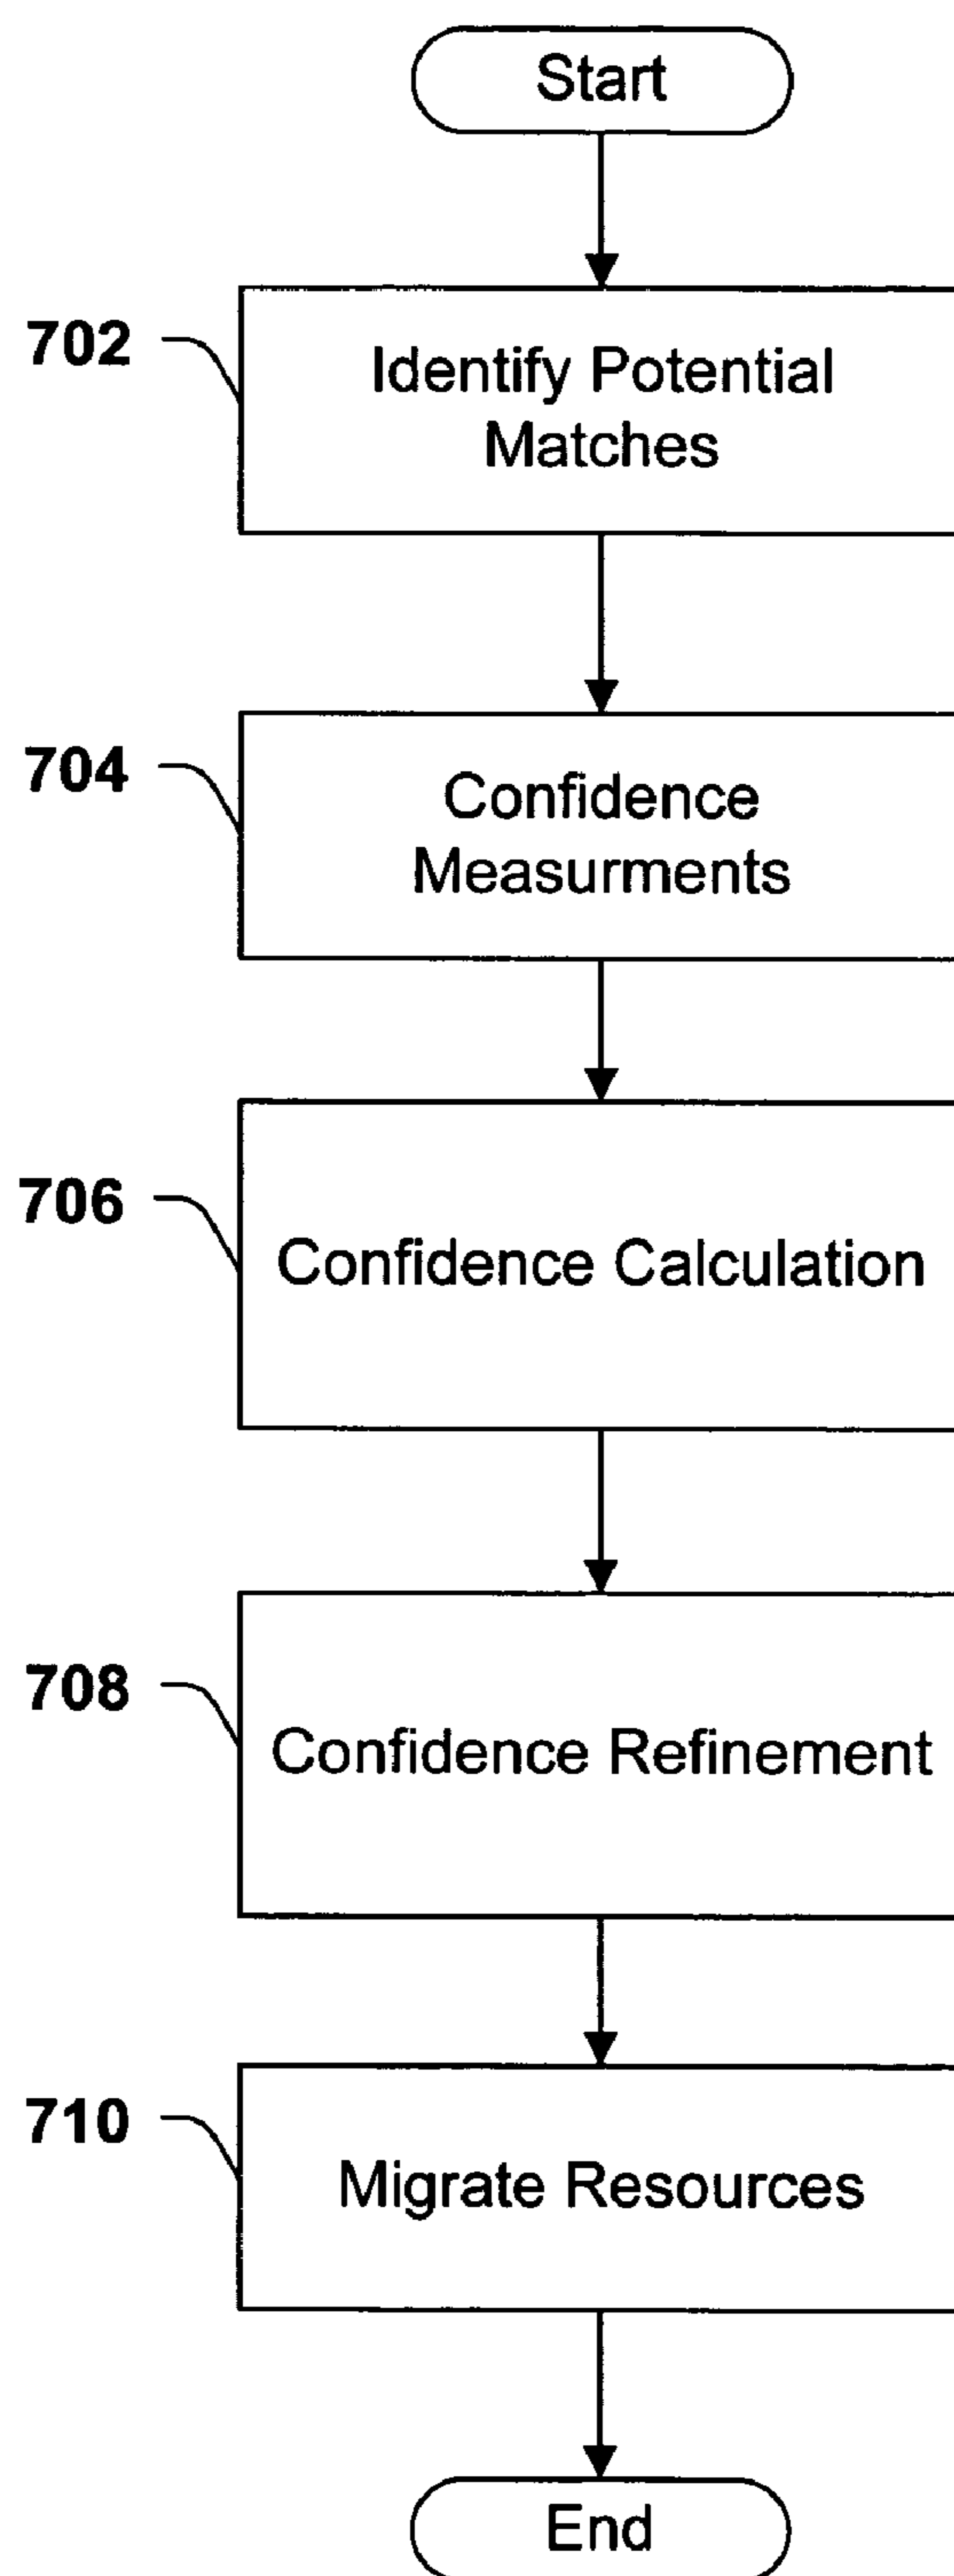 Start
702
Identify Potential
Matches
704
Confidence
Measurments
706
Confidence Calculation
708
Confidence Refinement
710
Migrate Resources
End